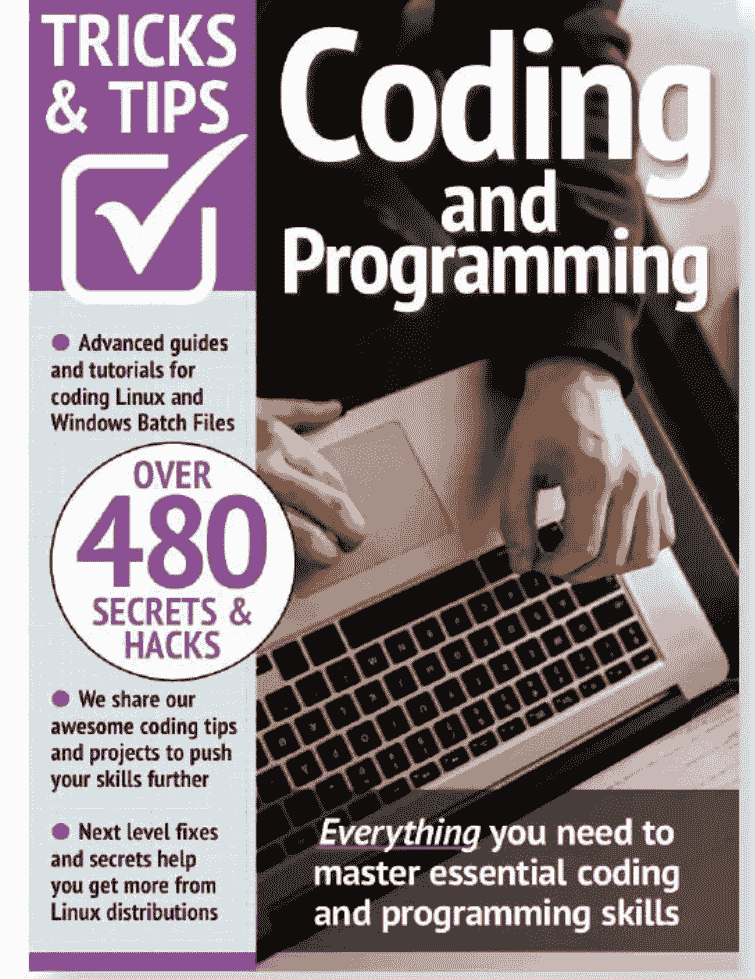 TRICKS
& TIPS
Coding
and
Programming
● Advanced guides
and tutorials for
coding Linux and
Windows Batch Files
OVER
480
SECRETS &
HACKS
● We share our
awesome coding tips
and projects to push
your skills further
● Next level fixes
and secrets help
you get more from
Linux distributions
Everything you need to
master essential coding
and programming skills